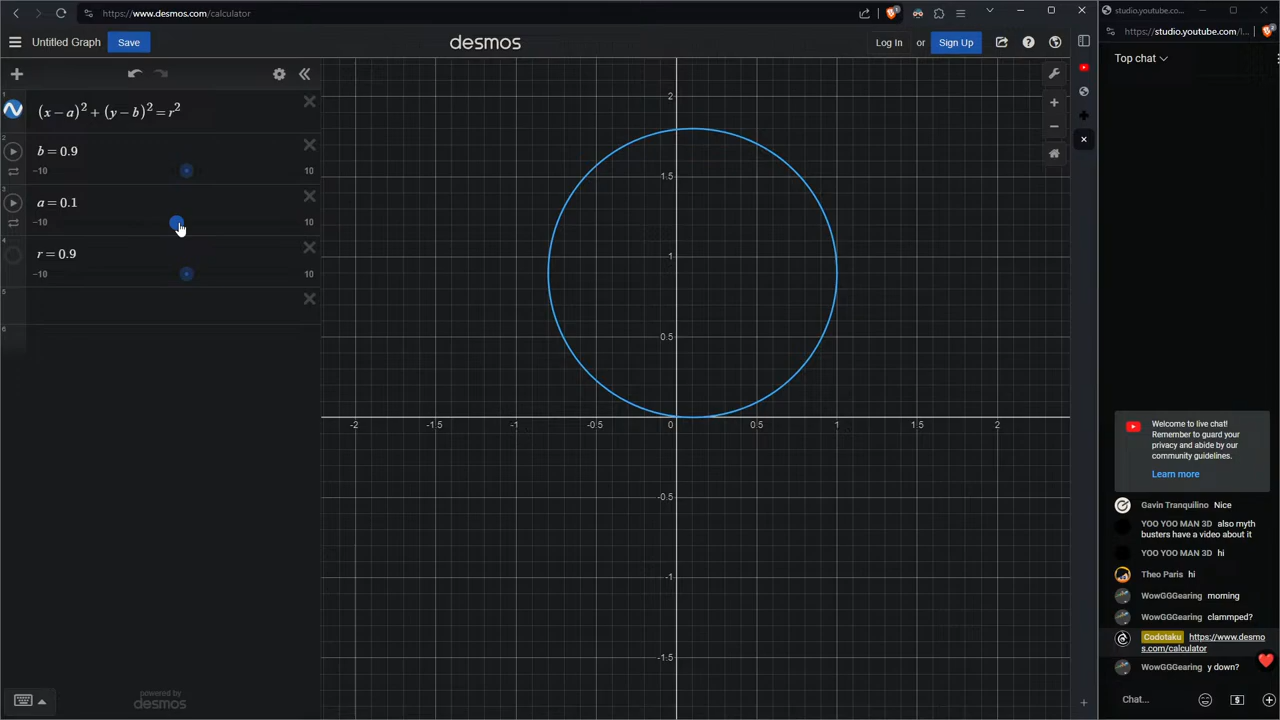 https://www.desmos.com/calculator
Untitled Graph
Save
desmos
Log In
or
Sign Up
1
(x − a)² + (y − b)² = r²
2
b = 0.9
-10
10
3
a = 0.1
-10
10
4
r = 0.9
-10
10
5
6
2
1.5
1
0.5
-2
-1.5
-1
-0.5
0
0.5
1
1.5
2
-0.5
-1
-1.5
powered by
desmos
studio.youtube.co...
https://studio.youtube.com/l...
Top chat
Welcome to live chat!
Remember to guard your
privacy and abide by our
community guidelines.
Learn more
Gavin Tranquilino Nice
YOO YOO MAN 3D also myth
busters have a video about it
YOO YOO MAN 3D hi
Theo Paris hi
WowGGGearing morning
WowGGGearing clammped?
Codotaku https://www.desmo
s.com/calculator
WowGGGearing y down?
Chat...